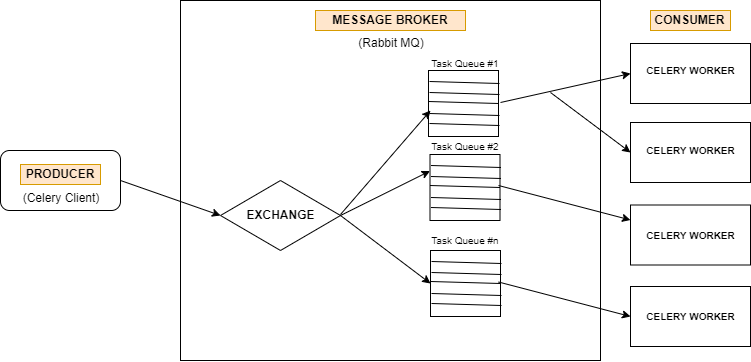 MESSAGE BROKER
(Rabbit MQ)
CONSUMER
PRODUCER
(Celery Client)
EXCHANGE
Task Queue #1
Task Queue #2
Task Queue #n
CELERY WORKER
CELERY WORKER
CELERY WORKER
CELERY WORKER